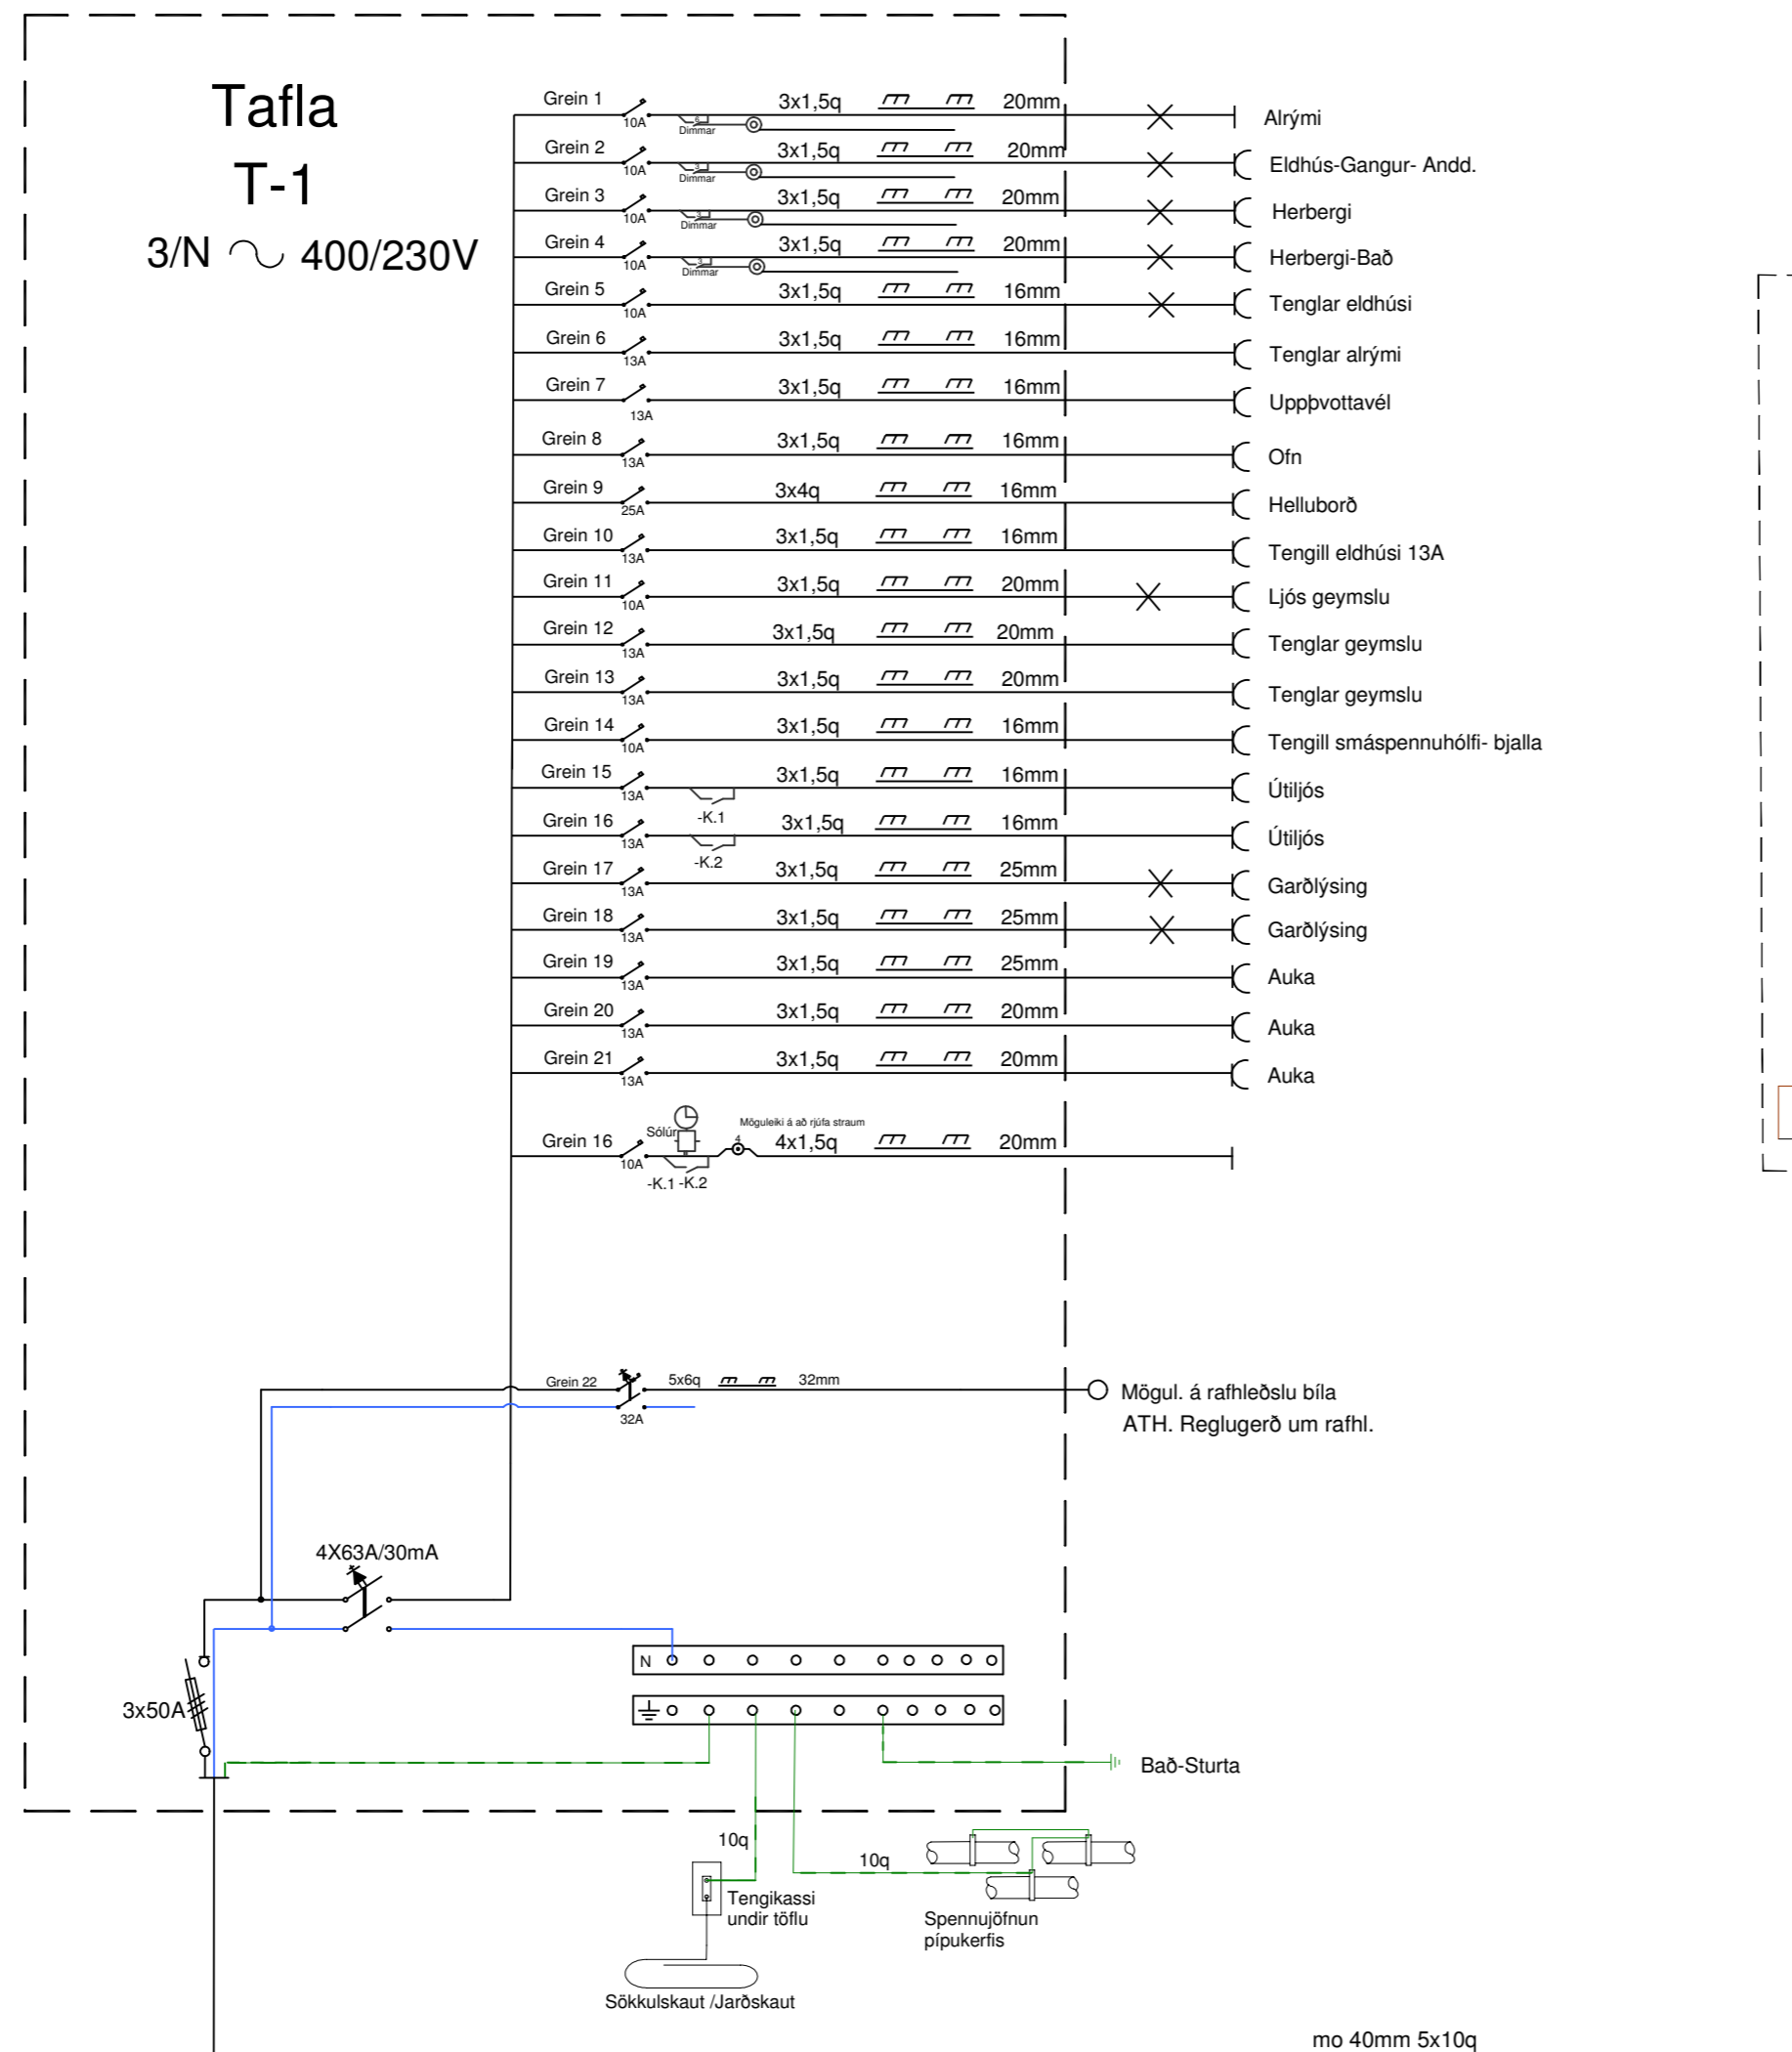 Tafla
T-1
3/N 400/230V
Grein 1 10A Dimmar 3x1,5q 20mm Alrými
Grein 2 10A Dimmar 3x1,5q 20mm Eldhús-Gangur- Andd.
Grein 3 10A Dimmar 3x1,5q 20mm Herbergi
Grein 4 10A Dimmar 3x1,5q 20mm Herbergi-Bað
Grein 5 10A 3x1,5q 16mm Tenglar eldhúsi
Grein 6 13A 3x1,5q 16mm Tenglar alrými
Grein 7 13A 3x1,5q 16mm Uppþvottavél
Grein 8 13A 3x1,5q 16mm Ofn
Grein 9 25A 3x4q 16mm Helluborð
Grein 10 13A 3x1,5q 16mm Tengill eldhúsi 13A
Grein 11 10A 3x1,5q 20mm Ljós geymslu
Grein 12 13A 3x1,5q 20mm Tenglar geymslu
Grein 13 13A 3x1,5q 20mm Tenglar geymslu
Grein 14 10A 3x1,5q 16mm Tengill smáspennuhólfi- bjalla
Grein 15 13A -K.1 3x1,5q 16mm Útiljós
Grein 16 13A -K.2 3x1,5q 16mm Útiljós
Grein 17 13A 3x1,5q 25mm Garðlýsing
Grein 18 13A 3x1,5q 25mm Garðlýsing
Grein 19 13A 3x1,5q 25mm Auka
Grein 20 13A 3x1,5q 20mm Auka
Grein 21 13A 3x1,5q 20mm Auka
Sólúr Möguleiki á að rjúfa straum
Grein 16 10A 4 4x1,5q 20mm
-K.1 -K.2
Grein 22 32A 5x6q 32mm Mögul. á rafhleðslu bíla
ATH. Reglugerð um rafhl.
4X63A/30mA
N
3x50A
Bað-Sturta
10q
10q
Tengikassi
undir töflu
Spennujöfnun
pípukerfis
Sökkulskaut /Jarðskaut
mo 40mm 5x10q